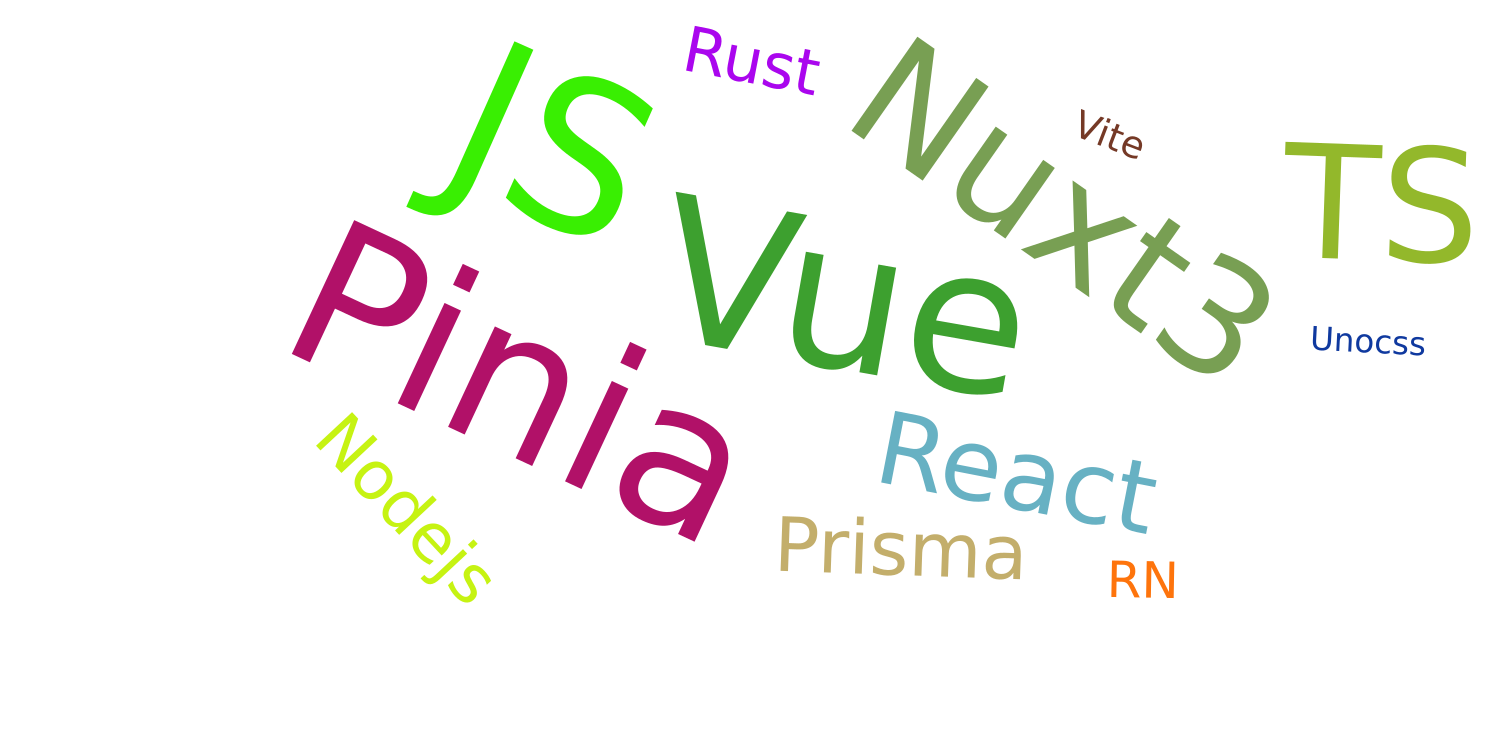 JS
Rust
Nuxt3
Vite
TS
Vue
Pinia
Unocss
React
Nodejs
Prisma
RN